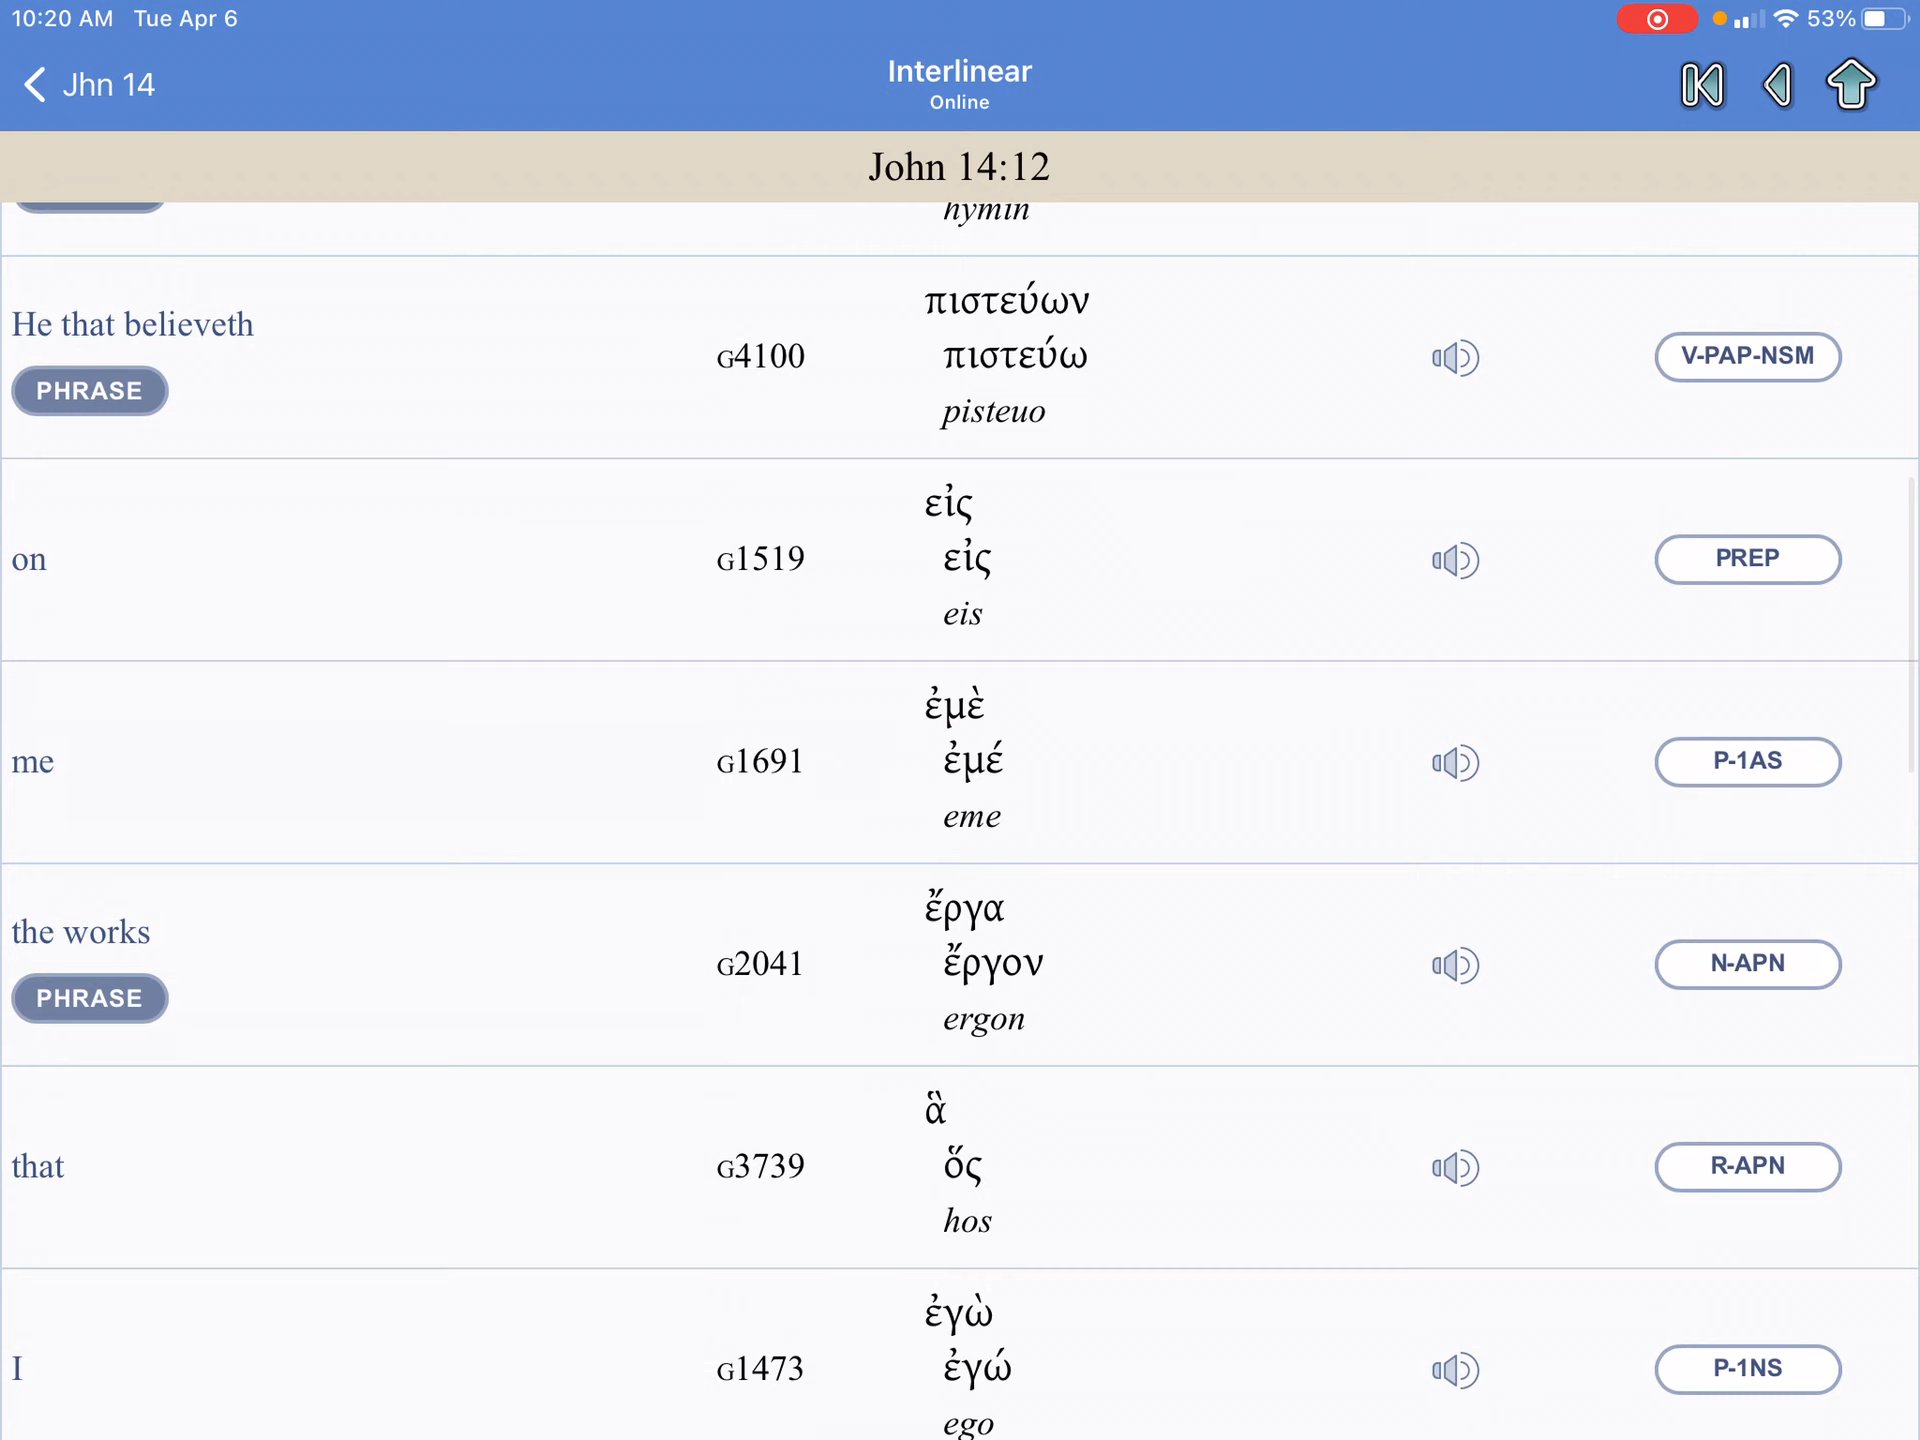 10:20 AM Tue Apr 6
53%
Jhn 14
Interlinear
Online
John 14:12
hymin
He that believeth
PHRASE
G4100
πιστεύων
πιστεύω
pisteuo
V-PAP-NSM
on
G1519
εἰς
εἰς
eis
PREP
me
G1691
ἐμὲ
ἐμέ
eme
P-1AS
the works
PHRASE
G2041
ἔργα
ἔργον
ergon
N-APN
that
G3739
ἃ
ὅς
hos
R-APN
I
G1473
ἐγὼ
ἐγώ
ego
P-1NS